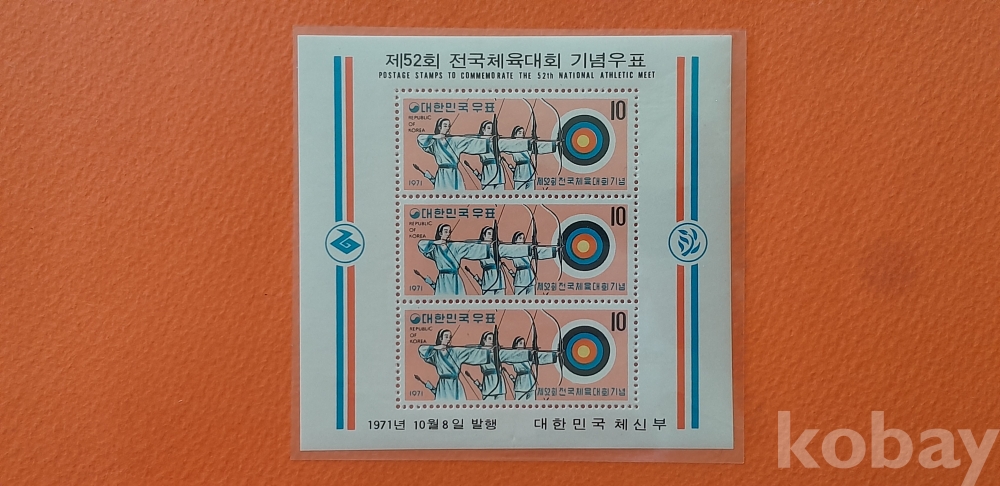 제52회 전국체육대회 기념우표
POSTAGE STAMPS TO COMMEMORATE THE 52th NATIONAL ATHLETIC MEET
대한민국우표 10
REPUBLIC
OF
KOREA
1971 제52회전국체육대회기념
대한민국우표 10
REPUBLIC
OF
KOREA
1971 제52회전국체육대회기념
대한민국우표 10
REPUBLIC
OF
KOREA
1971 제52회전국체육대회기념
1971년 10월 8일 발행 대한민국 체신부
kobay